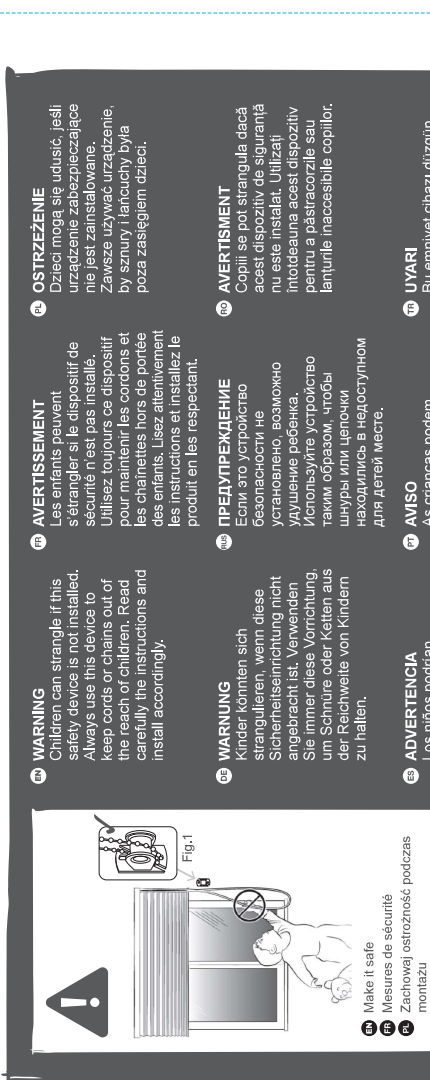 Fig.1
EN Make it safe
FR Mesures de sécurité
PL Zachowaj ostrożność podczas
montażu
EN WARNING
Children can strangle if this
safety device is not installed.
Always use this device to
keep cords or chains out of
the reach of children. Read
carefully the instructions and
install accordingly.
FR AVERTISSEMENT
Les enfants peuvent
s'étrangler si le dispositif de
sécurité n'est pas installé.
Utilisez toujours ce dispositif
pour maintenir les cordons et
les chaînettes hors de portée
des enfants. Lisez attentivement
les instructions et installez le
produit en les respectant.
PL OSTRZEŻENIE
Dzieci mogą się udusić, jeśli
urządzenie zabezpieczające
nie jest zainstalowane.
Zawsze używać urządzenie,
by sznury i łańcuchy była
poza zasięgiem dzieci.
DE WARNUNG
Kinder könnten sich
strangulieren, wenn diese
Sicherheitseinrichtung nicht
angebracht ist. Verwenden
Sie immer diese Vorrichtung,
um Schnüre oder Ketten aus
der Reichweite von Kindern
zu halten.
RUS ПРЕДУПРЕЖДЕНИЕ
Если это устройство
безопасности не
установлено, возможно
удушение ребенка.
Используйте устройство
таким образом, чтобы
шнуры или цепочки
находились в недоступном
для детей месте.
RO AVERTISMENT
Copiii se pot strangula dacă
acest dispozitiv de siguranță
nu este instalat. Utilizați
întotdeauna acest dispozitiv
pentru a păstracorzile sau
lanțurile inaccesibile copiilor.
ES ADVERTENCIA
Los niños podrían
PT AVISO
As crianças podem
TR UYARI
Bu emniyet cihazı düzgün